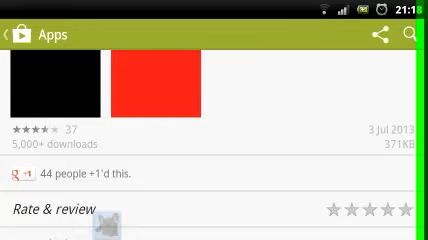 21:18
Apps
37
3 Jul 2013
5,000+ downloads
371KB
g +1 44 people +1'd this.
Rate & review